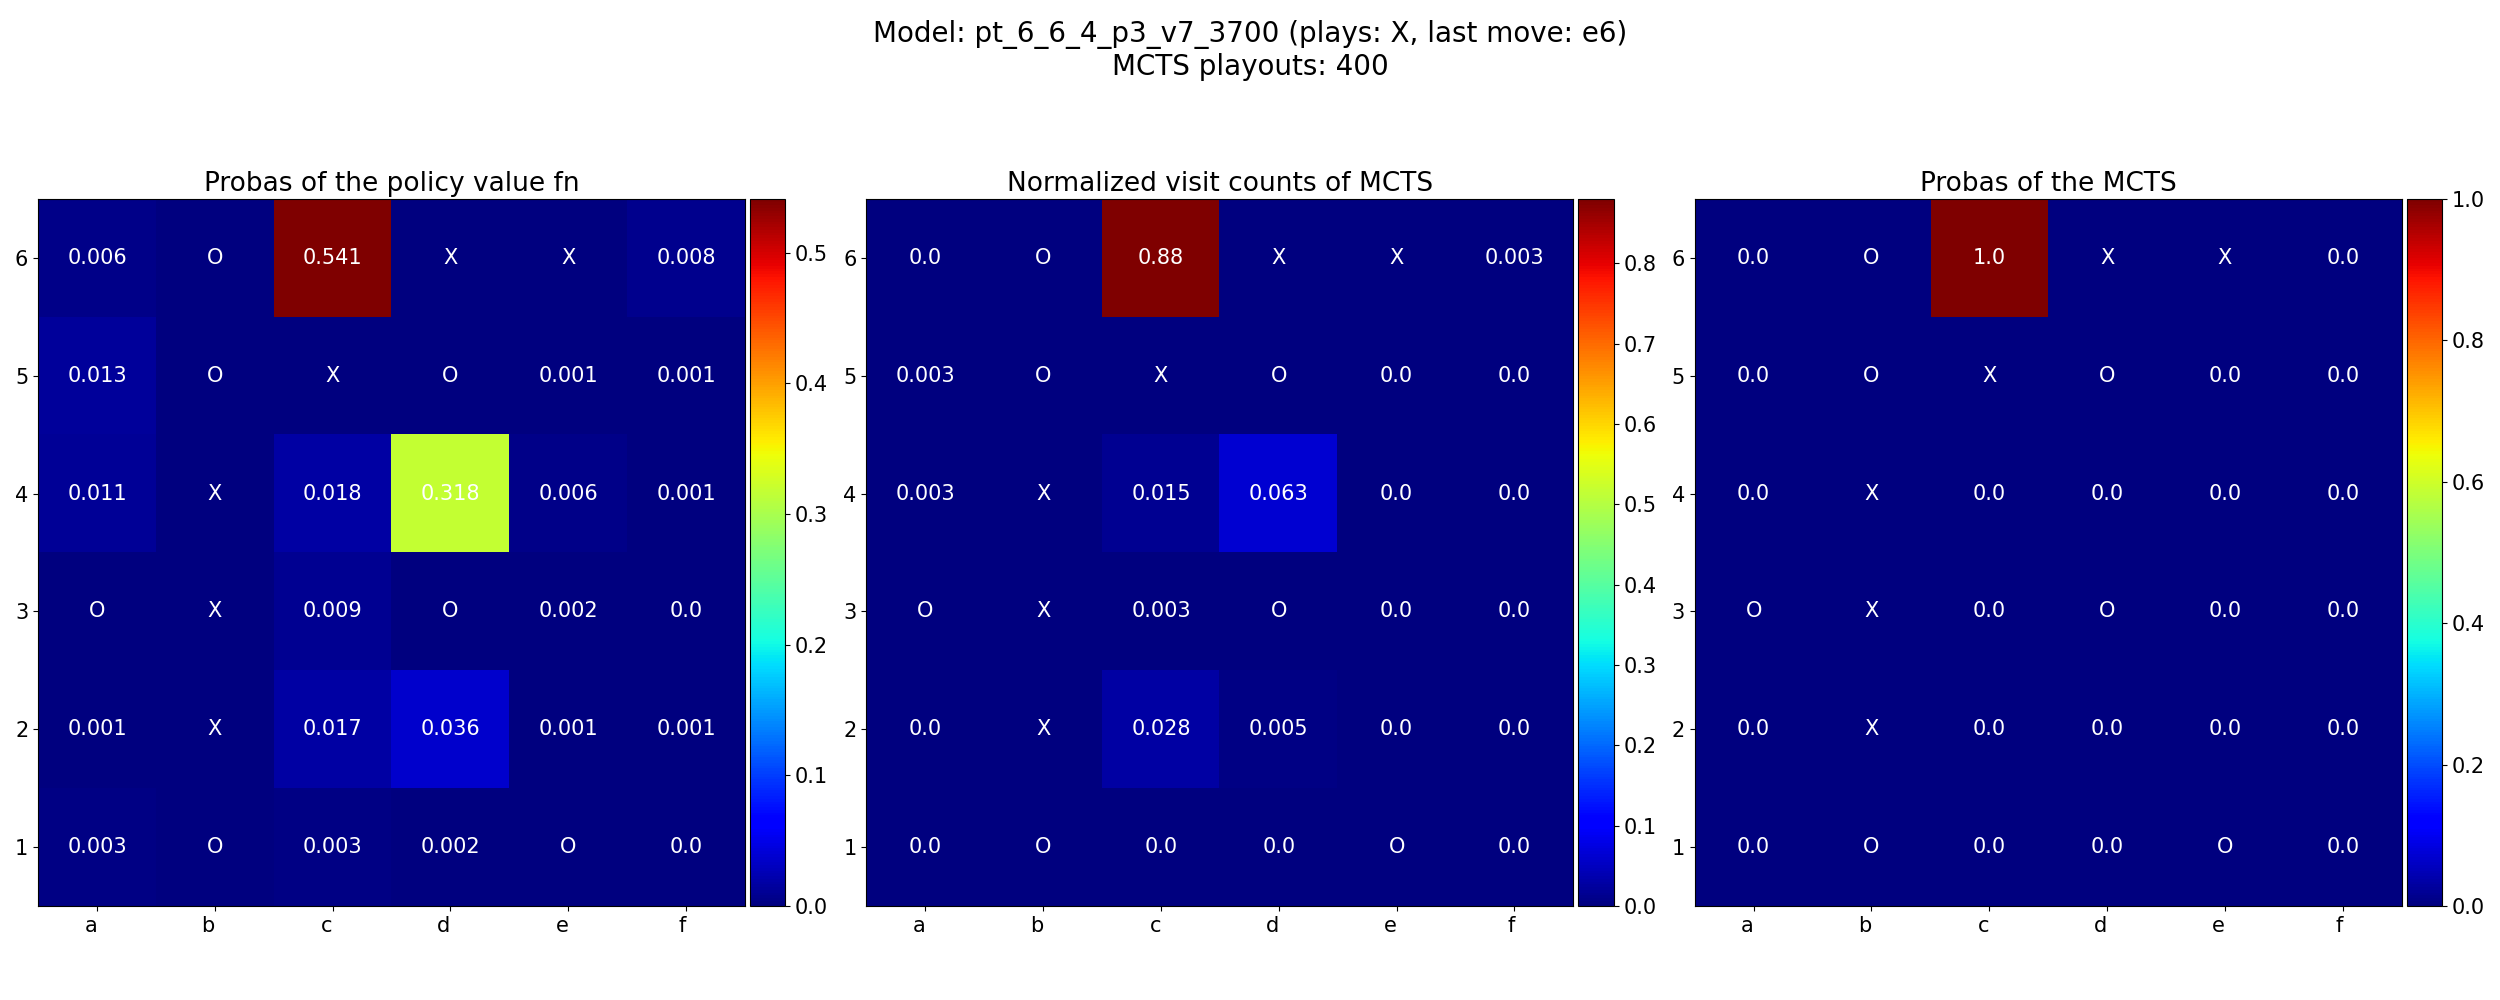 Model: pt_6_6_4_p3_v7_3700 (plays: X, last move: e6)
MCTS playouts: 400
Probas of the policy value fn
6 0.006 O 0.541 X X 0.008
5 0.013 O X O 0.001 0.001
4 0.011 X 0.018 0.318 0.006 0.001
3 O X 0.009 O 0.002 0.0
2 0.001 X 0.017 0.036 0.001 0.001
1 0.003 O 0.003 0.002 O 0.0
a b c d e f
0.5
0.4
0.3
0.2
0.1
0.0
Normalized visit counts of MCTS
6 0.0 O 0.88 X X 0.003
5 0.003 O X O 0.0 0.0
4 0.003 X 0.015 0.063 0.0 0.0
3 O X 0.003 O 0.0 0.0
2 0.0 X 0.028 0.005 0.0 0.0
1 0.0 O 0.0 0.0 O 0.0
a b c d e f
0.8
0.7
0.6
0.5
0.4
0.3
0.2
0.1
0.0
Probas of the MCTS
6 0.0 O 1.0 X X 0.0
5 0.0 O X O 0.0 0.0
4 0.0 X 0.0 0.0 0.0 0.0
3 O X 0.0 O 0.0 0.0
2 0.0 X 0.0 0.0 0.0 0.0
1 0.0 O 0.0 0.0 O 0.0
a b c d e f
1.0
0.8
0.6
0.4
0.2
0.0